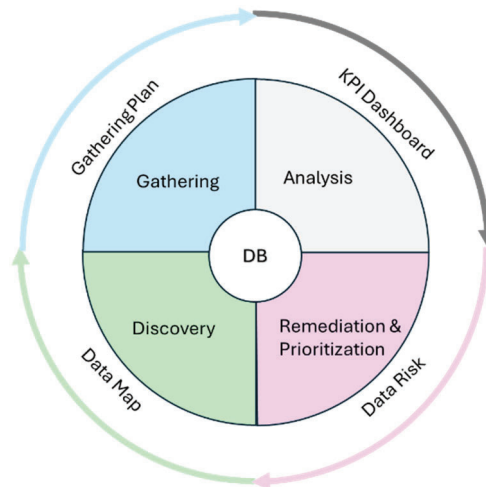 Gathering Plan
KPI Dashboard
Gathering
Analysis
DB
Discovery
Remediation &
Prioritization
Data Map
Data Risk